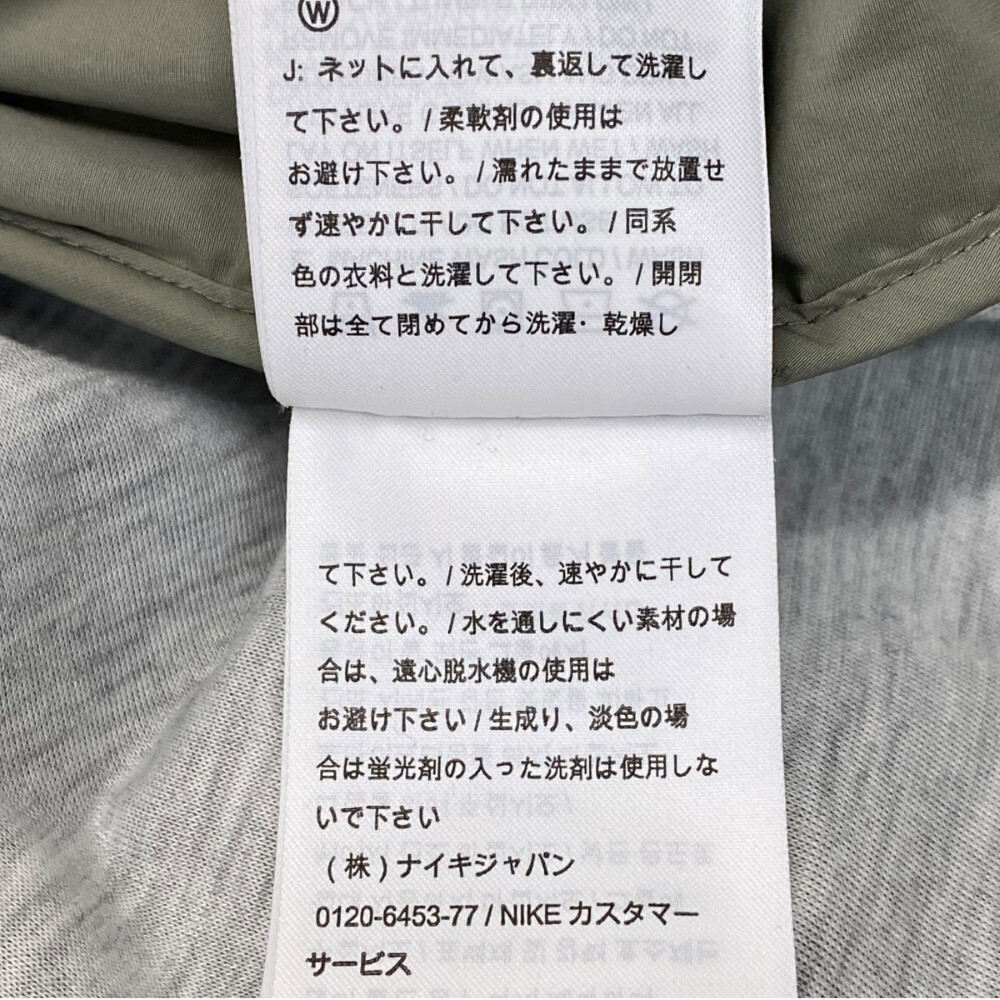 W
J: ネットに入れて、裏返して洗濯し
て下さい。/ 柔軟剤の使用は
お避け下さい。/ 濡れたままで放置せ
ず速やかに干して下さい。/ 同系
色の衣料と洗濯して下さい。/ 開閉
部は全て閉めてから洗濯· 乾燥し
て下さい。/ 洗濯後、速やかに干して
ください。/ 水を通しにくい素材の場
合は、遠心脱水機の使用は
お避け下さい / 生成り、淡色の場
合は蛍光剤の入った洗剤は使用しな
いで下さい
(株) ナイキジャパン
0120-6453-77 / NIKE カスタマー
サービス